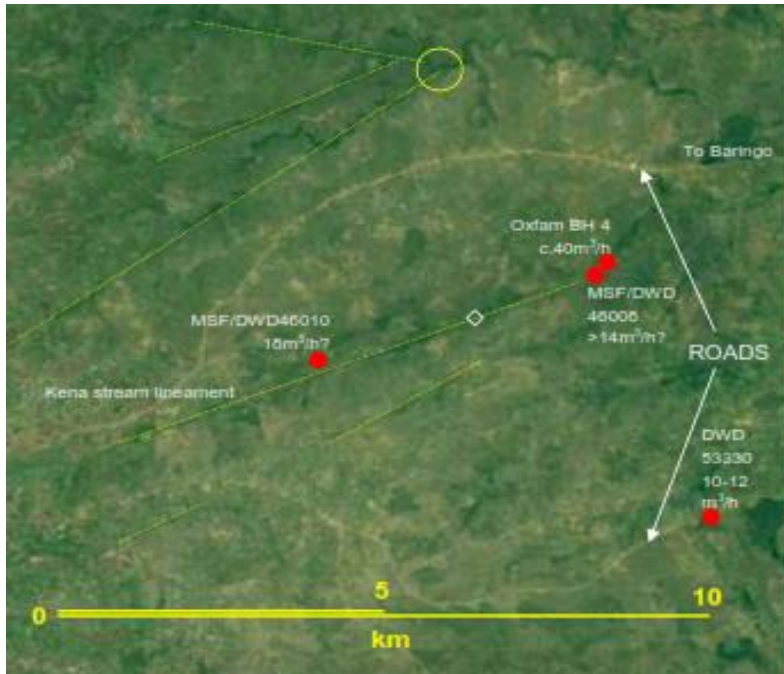 To Baringo
Oxfam BH 4
c.40m³/h
MSF/DWD
46006
>14m³/h?
MSF/DWD46010
16m³/h?
ROADS
Kena stream lineament
DWD
53330
10-12
m³/h
0
5
10
km